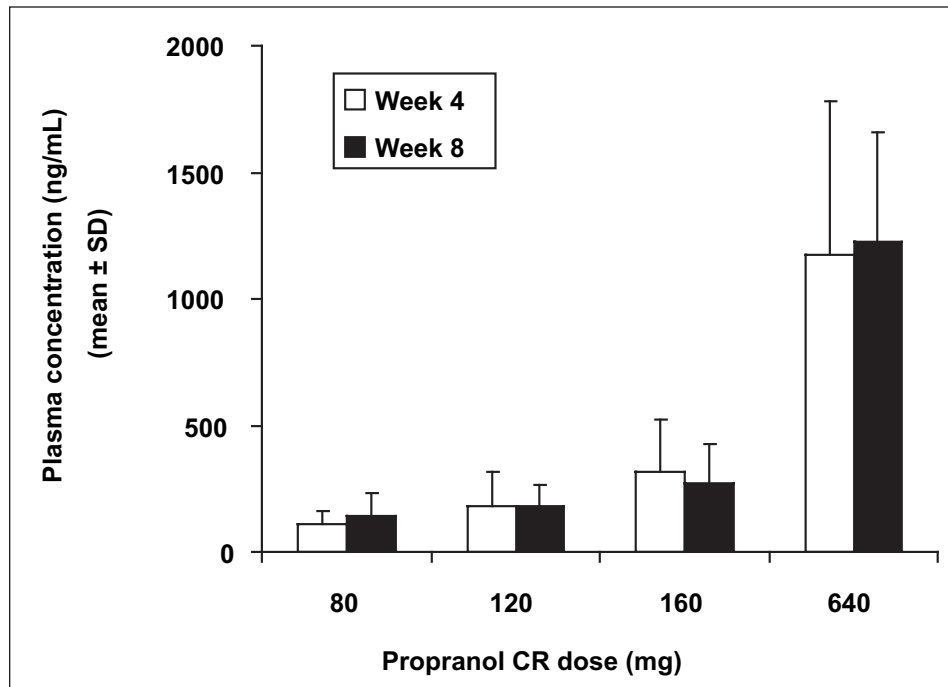 Plasma concentration (ng/mL)
(mean ± SD)
2000
1500
1000
500
0
Week 4
Week 8
80 120 160 640
Propranol CR dose (mg)